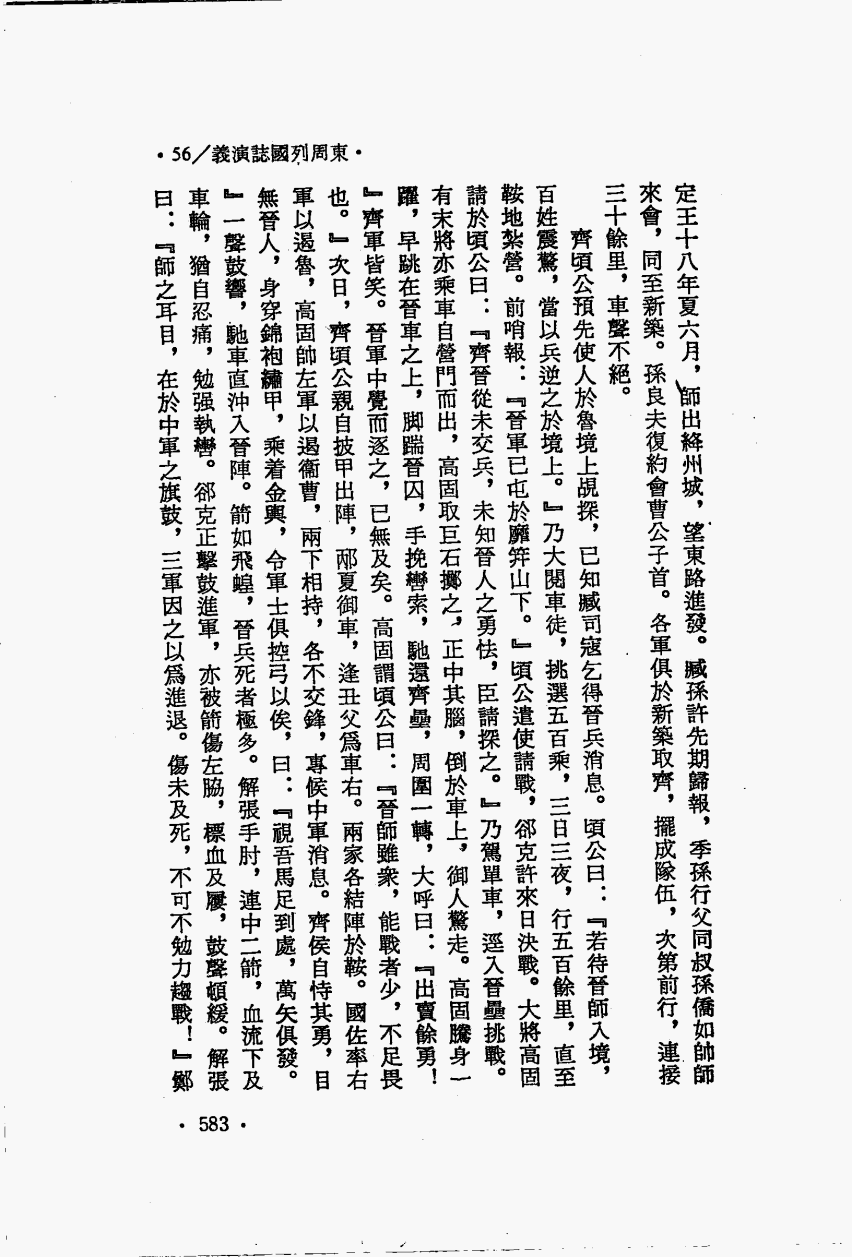 ·56╱義演誌國列周東·
定王十八年夏六月，師出絳州城，望東路進發。臧孫許先期歸報，季孫行父同叔孫僑如帥師
來會，同至新築。孫良夫復約會曹公子首。各軍俱於新築取齊，擺成隊伍，次第前行，連接
三十餘里，車聲不絕。
齊頃公預先使人於魯境上覘探，已知臧司寇乞得晉兵消息。頃公曰：『若待晉師入境，
百姓震驚，當以兵逆之於境上。』乃大閱車徒，挑選五百乘，三日三夜，行五百餘里，直至
鞍地紮營。前哨報：『晉軍已屯於靡笄山下。』頃公遣使請戰，郤克許來日決戰。大將高固
請於頃公曰：『齊晉從未交兵，未知晉人之勇怯，臣請探之。』乃駕單車，逕入晉壘挑戰。
有末將亦乘車自營門而出，高固取巨石擲之，正中其腦，倒於車上，御人驚走。高固騰身一
躍，早跳在晉車之上，脚踹晉囚，手挽轡索，馳還齊壘，周圍一轉，大呼曰：『出賣餘勇！
』齊軍皆笑。晉軍中覺而逐之，已無及矣。高固謂頃公曰：『晉師雖衆，能戰者少，不足畏
也。』次日，齊頃公親自披甲出陣，邴夏御車，逢丑父爲車右。兩家各結陣於鞍。國佐率右
軍以遏魯，高固帥左軍以遏衞曹，兩下相持，各不交鋒，專候中軍消息。齊侯自恃其勇，目
無晉人，身穿錦袍繡甲，乘着金輿，令軍士俱控弓以俟，曰：『視吾馬足到處，萬矢俱發。
』一聲鼓響，馳車直沖入晉陣。箭如飛蝗，晉兵死者極多。解張手肘，連中二箭，血流下及
車輪，猶自忍痛，勉强執轡。郤克正擊鼓進軍，亦被箭傷左脇，標血及屨，鼓聲頓緩。解張
曰：『師之耳目，在於中軍之旗鼓，三軍因之以爲進退。傷未及死，不可不勉力趨戰！』鄭
·583·